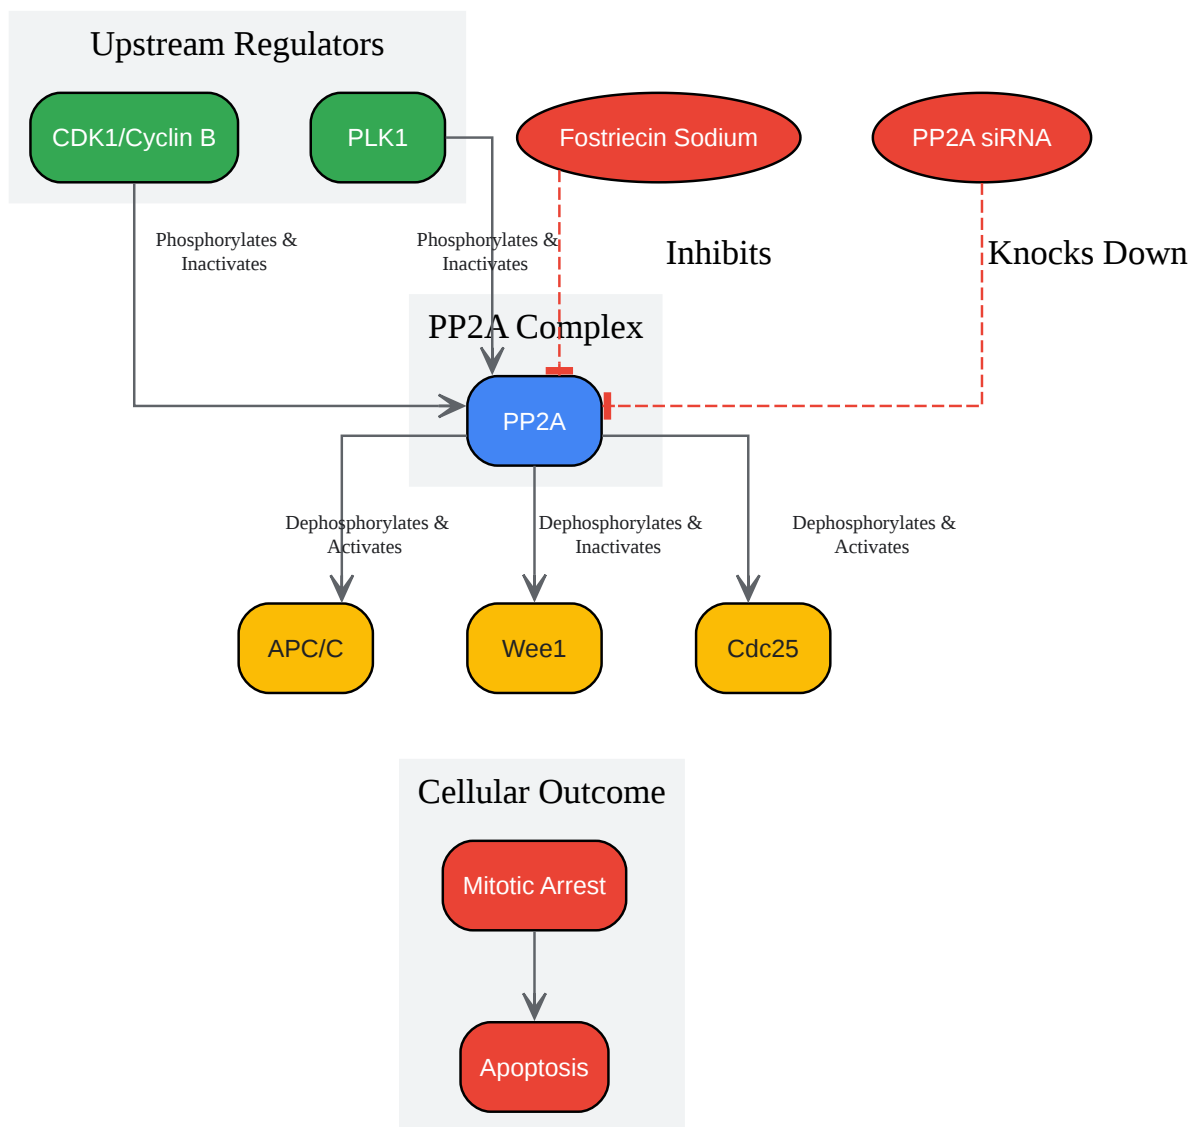 Upstream Regulators
CDK1/Cyclin B
PLK1
Fostriecin Sodium
PP2A siRNA
Phosphorylates &
Inactivates
Phosphorylates &
Inactivates
Inhibits
Knocks Down
PP2A Complex
PP2A
Dephosphorylates &
Activates
Dephosphorylates &
Inactivates
Dephosphorylates &
Activates
APC/C
Wee1
Cdc25
Cellular Outcome
Mitotic Arrest
Apoptosis